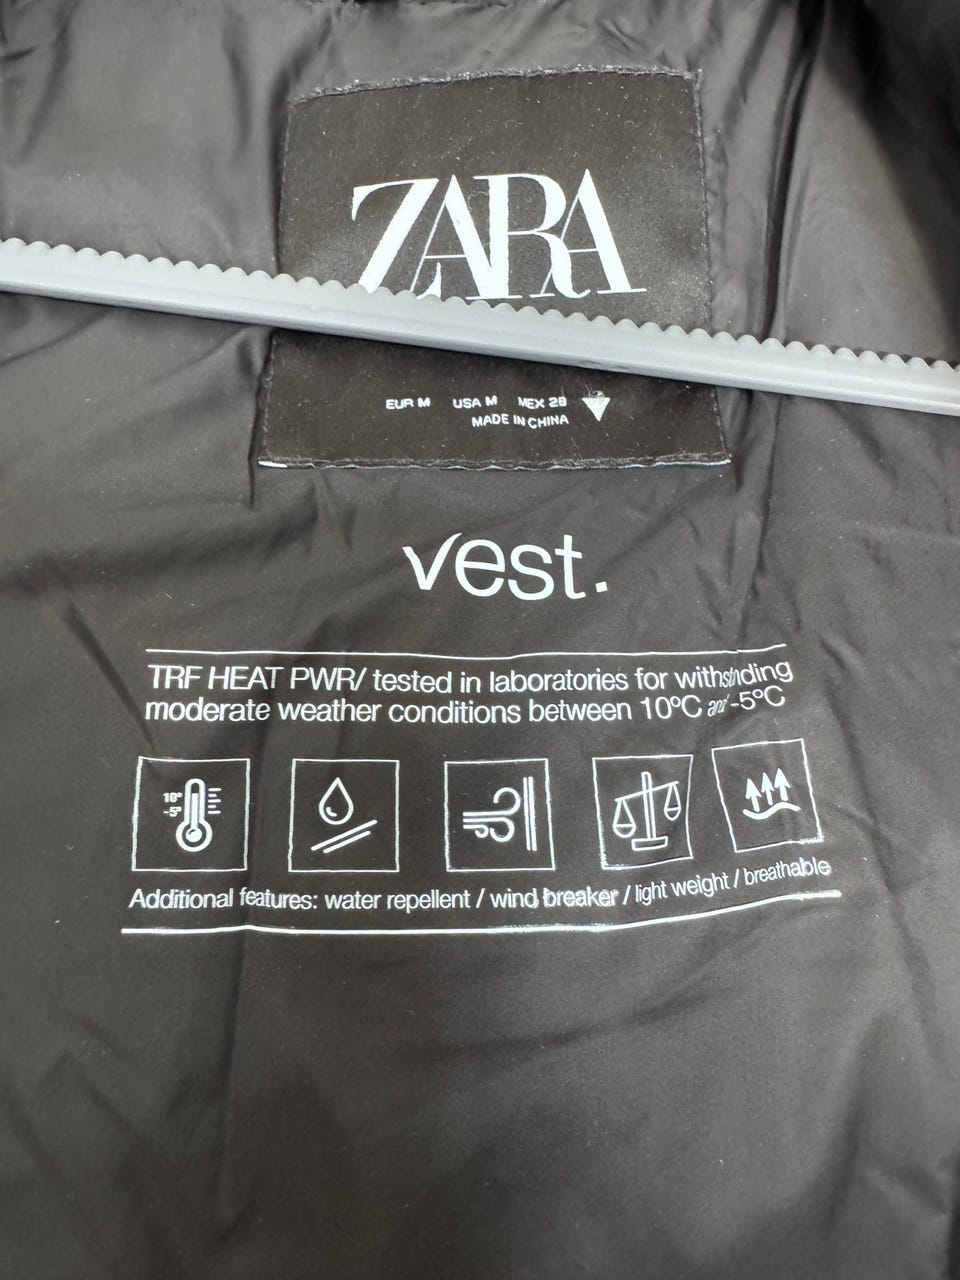 ZARA
EUR M USA M MEX 28
MADE IN CHINA
vest.
TRF HEAT PWR/ tested in laboratories for withstanding
moderate weather conditions between 10°C and -5°C
10°
-5°
Additional features: water repellent / wind breaker / light weight / breathable